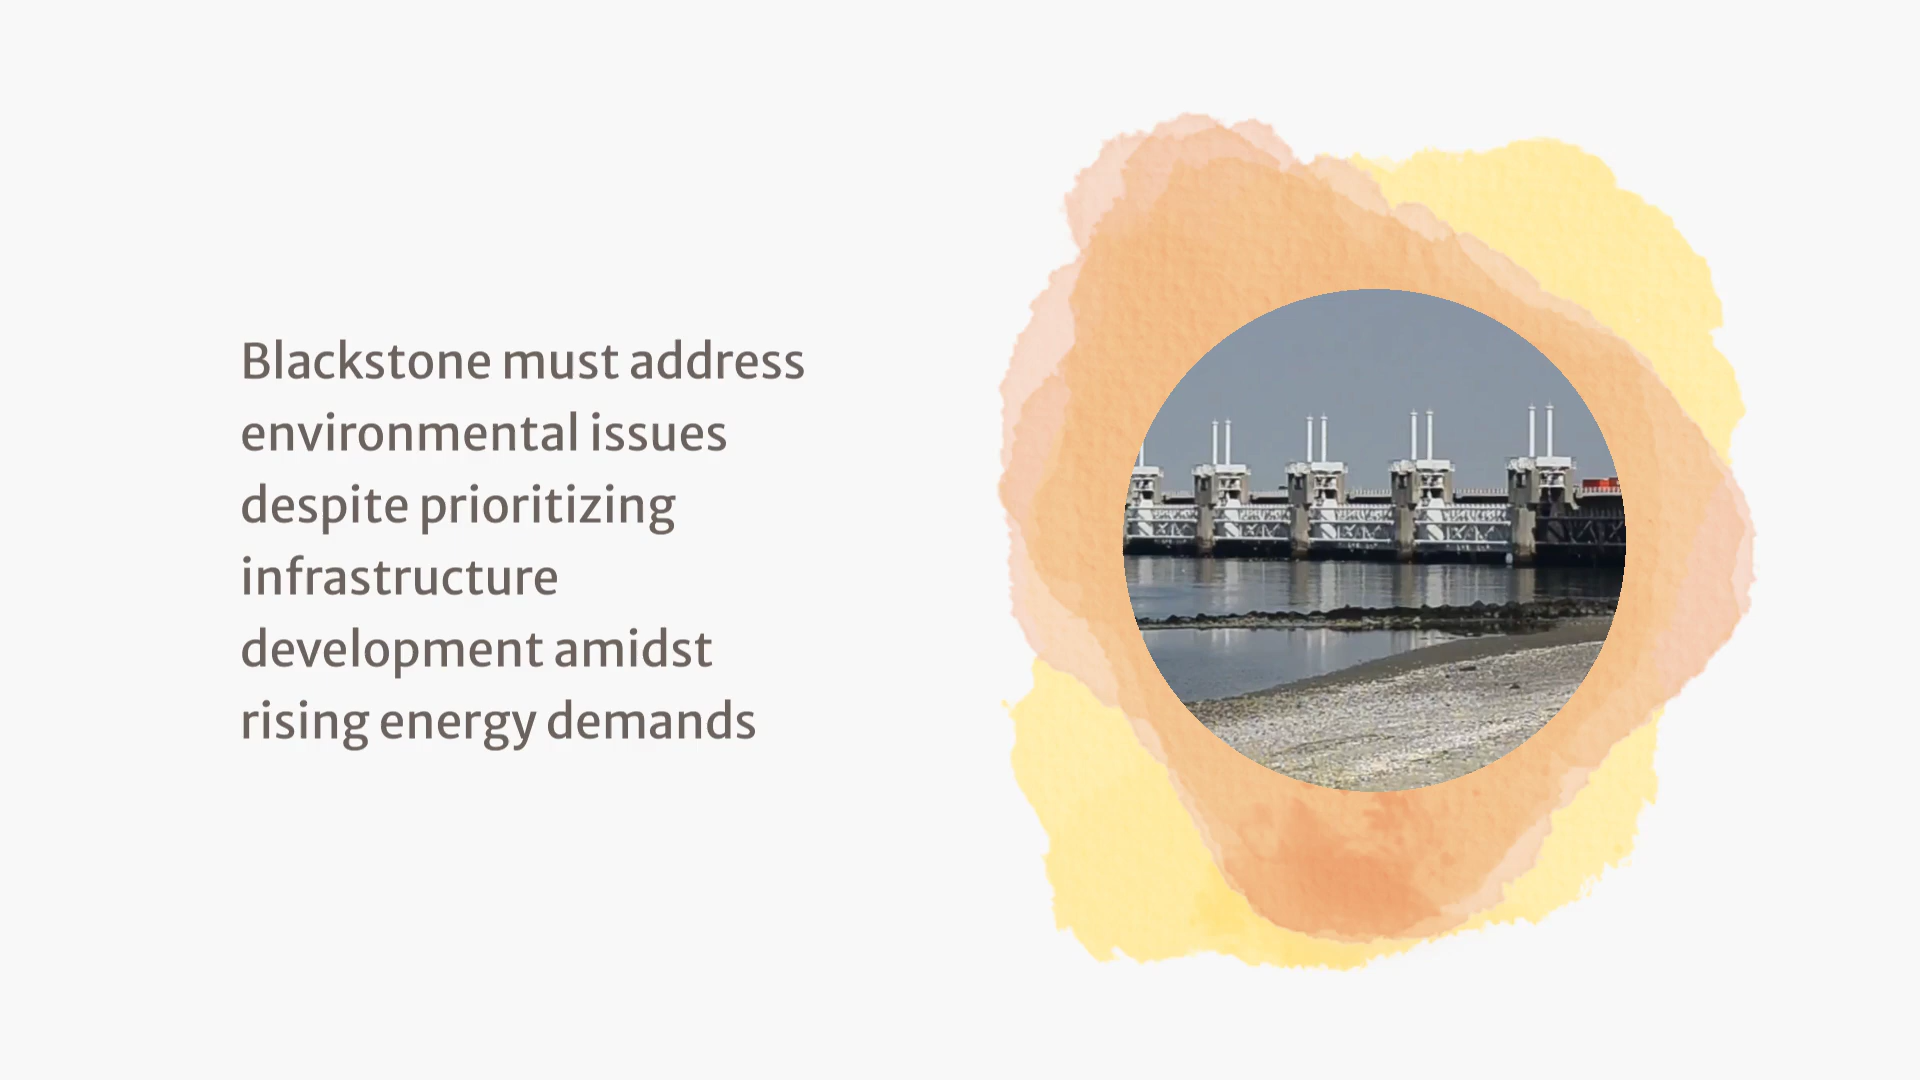 Blackstone must address
environmental issues
despite prioritizing
infrastructure
development amidst
rising energy demands